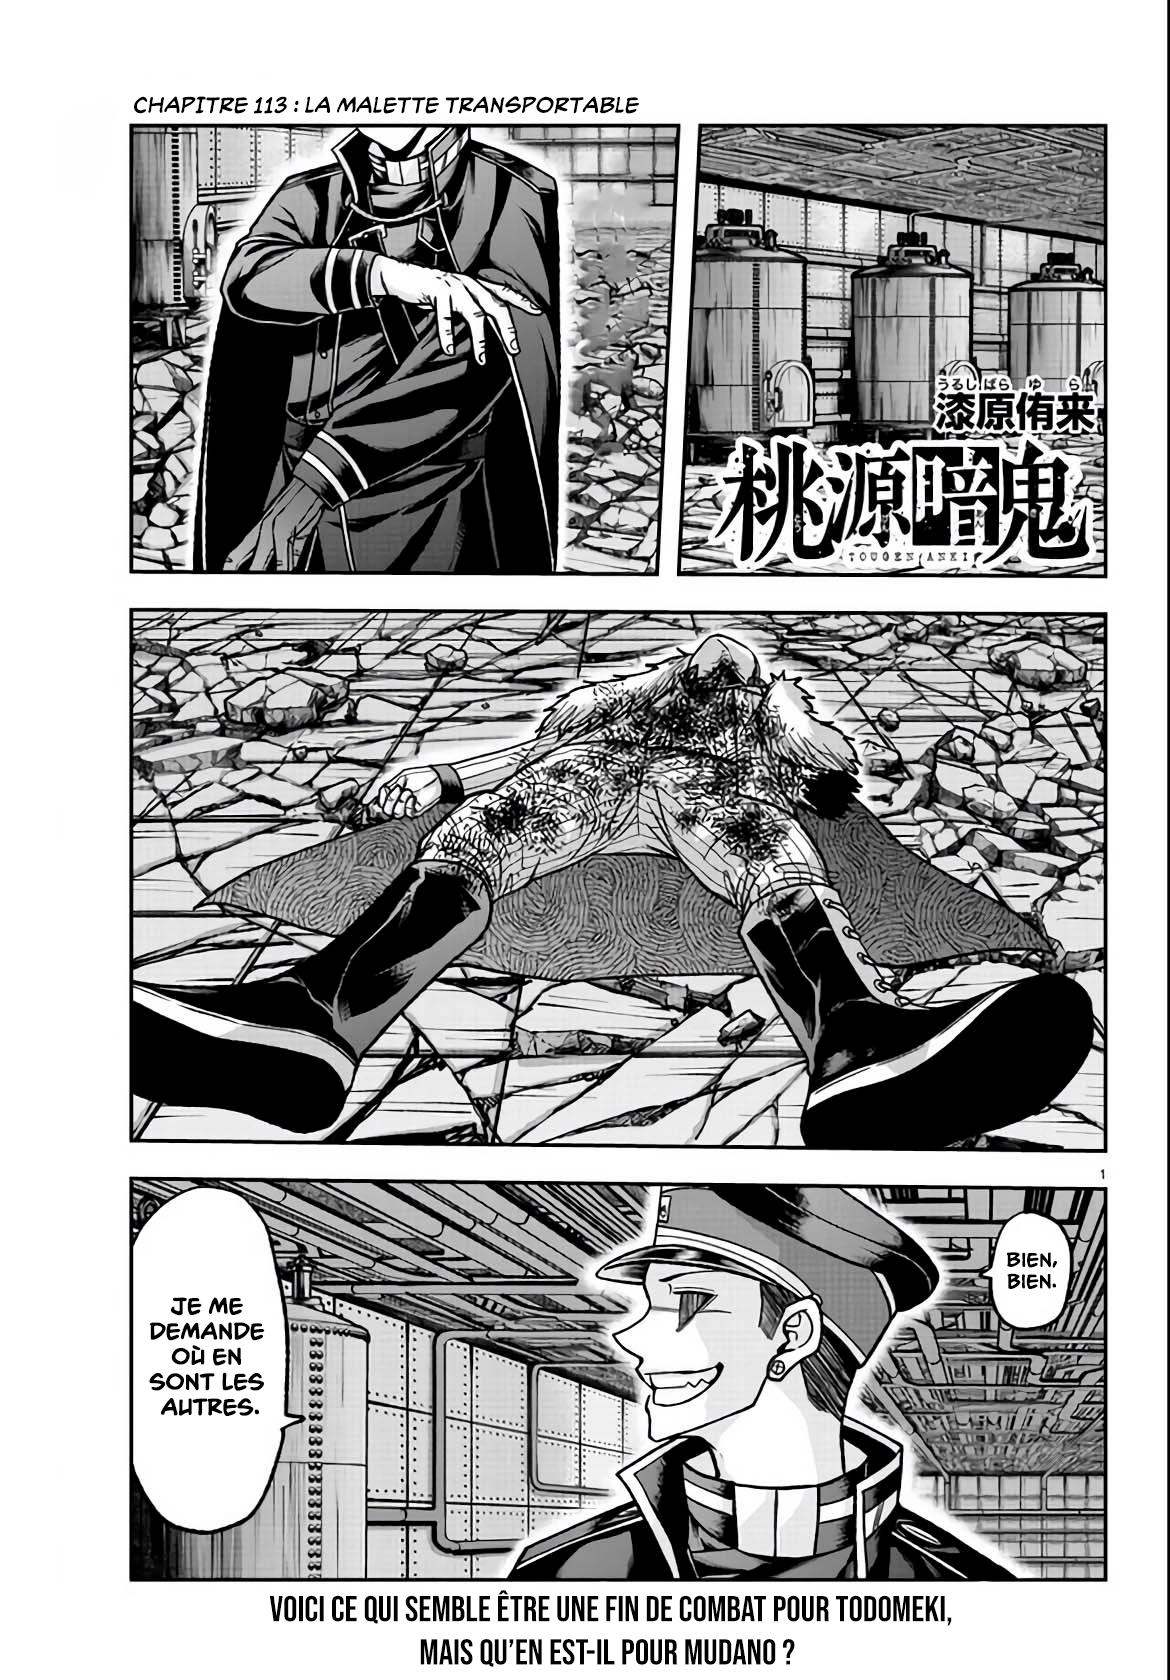 CHAPITRE 113 : LA MALETTE TRANSPORTABLE
うるしばら ゆら
漆原侑来
桃源暗鬼
TOUGEN ANKI
1
BIEN,
BIEN.
JE ME
DEMANDE
OÙ EN
SONT LES
AUTRES.
VOICI CE QUI SEMBLE ÊTRE UNE FIN DE COMBAT POUR TODOMEKI,
MAIS QU'EN EST-IL POUR MUDANO ?